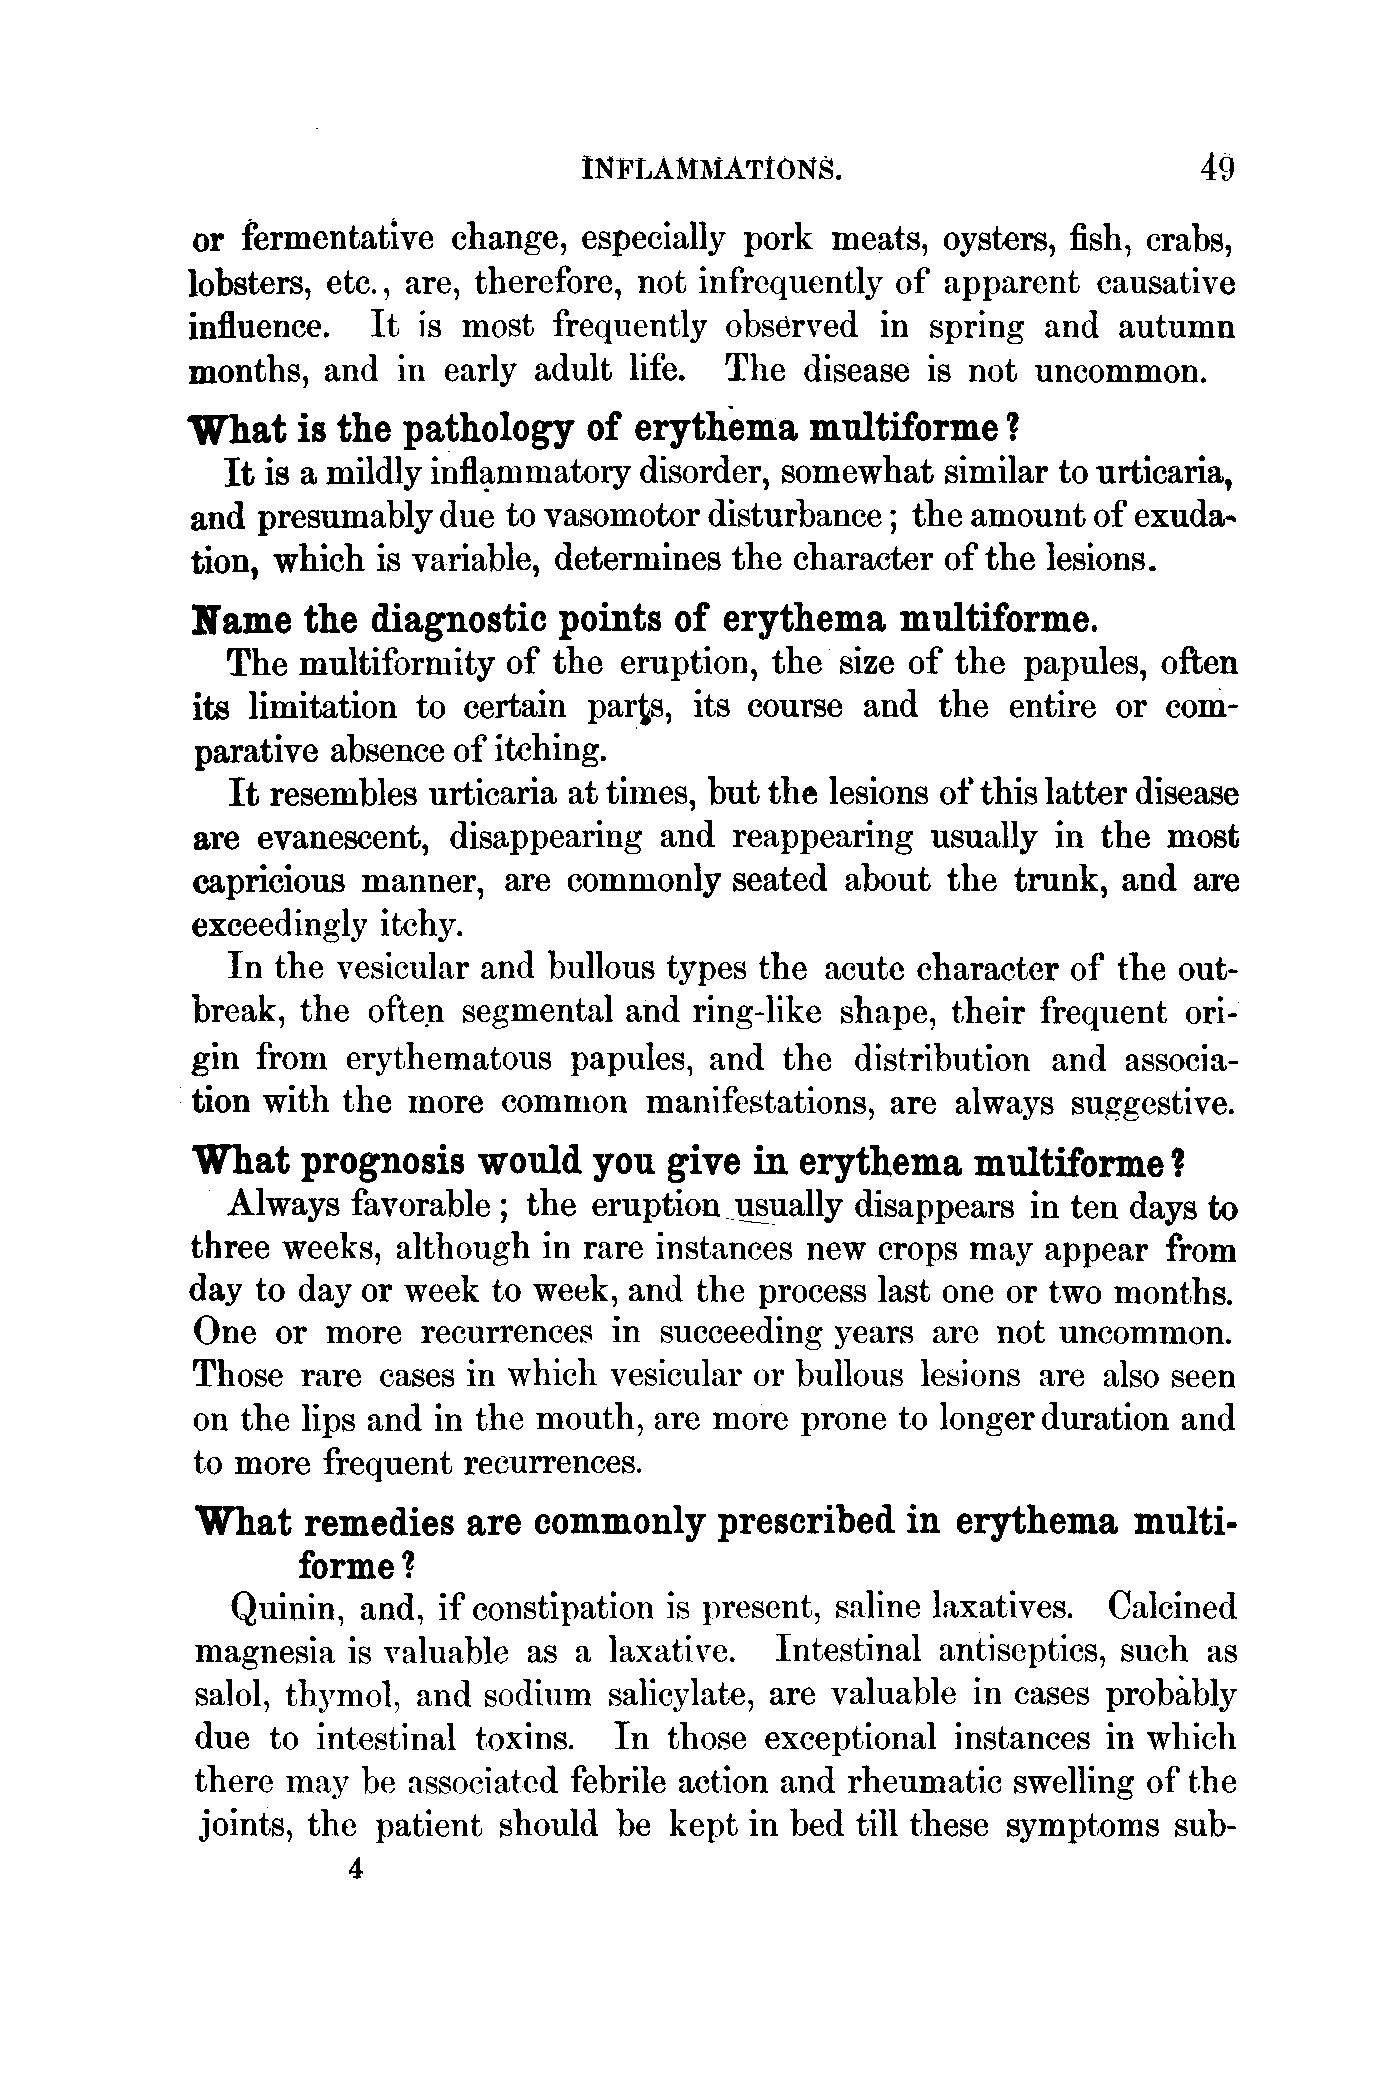 INFLAMMATIONS. 49
or fermentative change, especially pork meats, oysters, fish, crabs,
lobsters, etc., are, therefore, not infrequently of apparent causative
influence. It is most frequently observed in spring and autumn
months, and in early adult life. The disease is not uncommon.
What is the pathology of erythema multiforme?
It is a mildly inflammatory disorder, somewhat similar to urticaria,
and presumably due to vasomotor disturbance; the amount of exuda-
tion, which is variable, determines the character of the lesions.
Name the diagnostic points of erythema multiforme.
The multiformity of the eruption, the size of the papules, often
its limitation to certain parts, its course and the entire or com-
parative absence of itching.
It resembles urticaria at times, but the lesions of this latter disease
are evanescent, disappearing and reappearing usually in the most
capricious manner, are commonly seated about the trunk, and are
exceedingly itchy.
In the vesicular and bullous types the acute character of the out-
break, the often segmental and ring-like shape, their frequent ori-
gin from erythematous papules, and the distribution and associa-
tion with the more common manifestations, are always suggestive.
What prognosis would you give in erythema multiforme?
Always favorable; the eruption usually disappears in ten days to
three weeks, although in rare instances new crops may appear from
day to day or week to week, and the process last one or two months.
One or more recurrences in succeeding years are not uncommon.
Those rare cases in which vesicular or bullous lesions are also seen
on the lips and in the mouth, are more prone to longer duration and
to more frequent recurrences.
What remedies are commonly prescribed in erythema multi-
forme?
Quinin, and, if constipation is present, saline laxatives. Calcined
magnesia is valuable as a laxative. Intestinal antiseptics, such as
salol, thymol, and sodium salicylate, are valuable in cases probably
due to intestinal toxins. In those exceptional instances in which
there may be associated febrile action and rheumatic swelling of the
joints, the patient should be kept in bed till these symptoms sub-
4